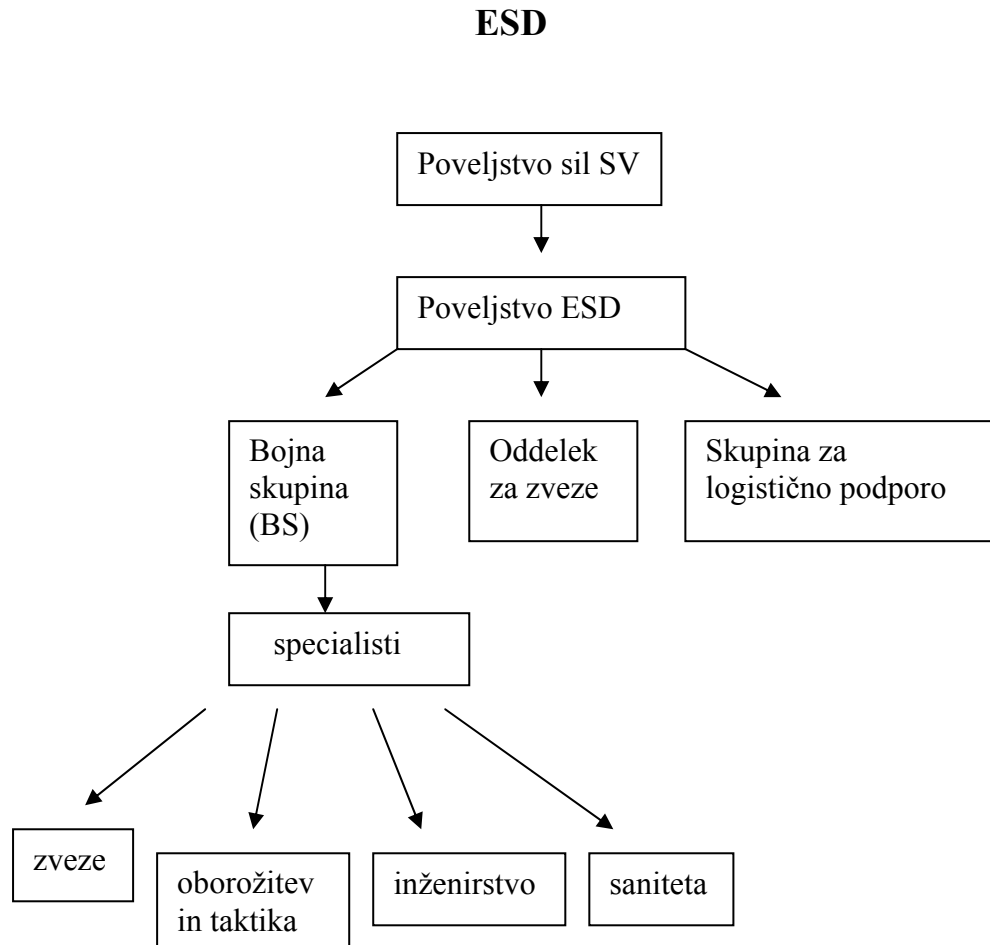 ESD
Poveljstvo sil SV
Poveljstvo ESD
Bojna
skupina
(BS)
Oddelek
za zveze
Skupina za
logistično podporo
specialisti
zveze
oborožitev
in taktika
inženirstvo
saniteta